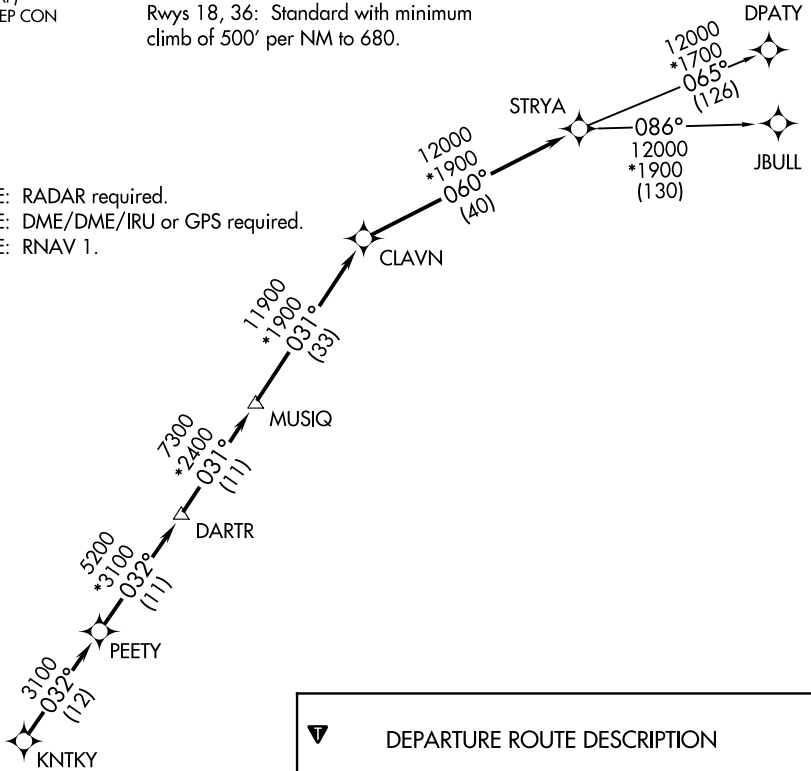 EP CON
Rwys 18, 36: Standard with minimum
climb of 500' per NM to 680.
DPATY
12000
*1700
065°
(126)
STRYA
086°
12000
*1900
(130)
JBULL
12000
*1900
060°
(40)
E: RADAR required.
E: DME/DME/IRU or GPS required.
E: RNAV 1.
CLAVN
11900
*1900
031°
(33)
MUSIQ
7300
*2400
031°
(11)
DARTR
5200
*3100
032°
(11)
PEETY
3100
032°
(12)
KNTKY
T DEPARTURE ROUTE DESCRIPTION